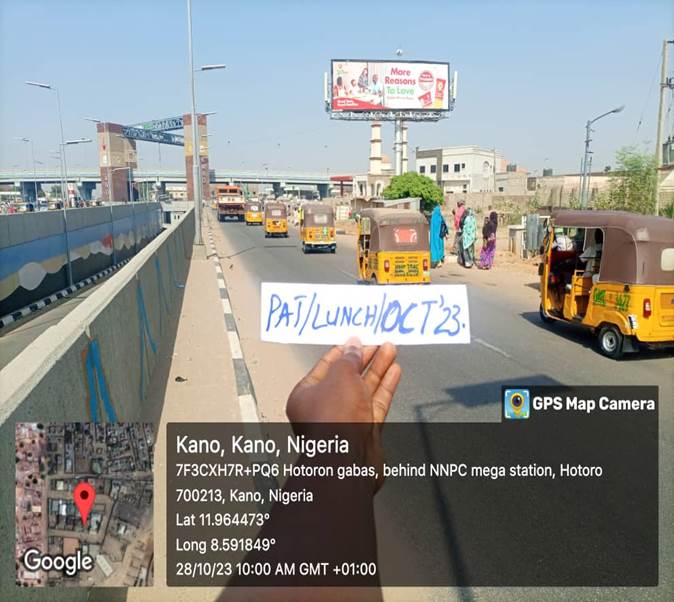 More
Reasons
To Love
PAJ/LUNCH/OCT'23.
GPS Map Camera
Kano, Kano, Nigeria
7F3CXH7R+PQ6 Hotoron gabas, behind NNPC mega station, Hotoro
700213, Kano, Nigeria
Lat 11.964473°
Long 8.591849°
28/10/23 10:00 AM GMT +01:00
Google